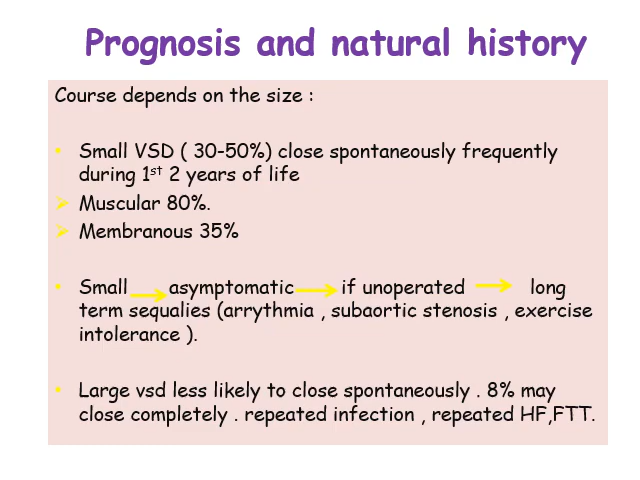 Prognosis and natural history
Course depends on the size :
• Small VSD ( 30-50%) close spontaneously frequently
during 1st 2 years of life
➢ Muscular 80%.
➢ Membranous 35%
• Small asymptomatic if unoperated long
term sequalies (arrythmia , subaortic stenosis , exercise
intolerance ).
• Large vsd less likely to close spontaneously . 8% may
close completely . repeated infection , repeated HF,FTT.